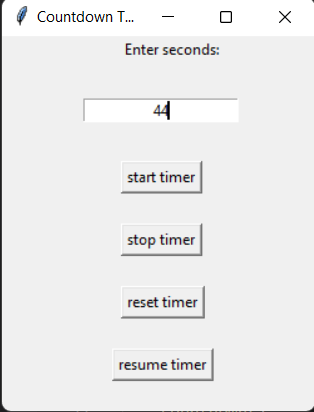 Countdown T...
Enter seconds:
44
start timer
stop timer
reset timer
resume timer